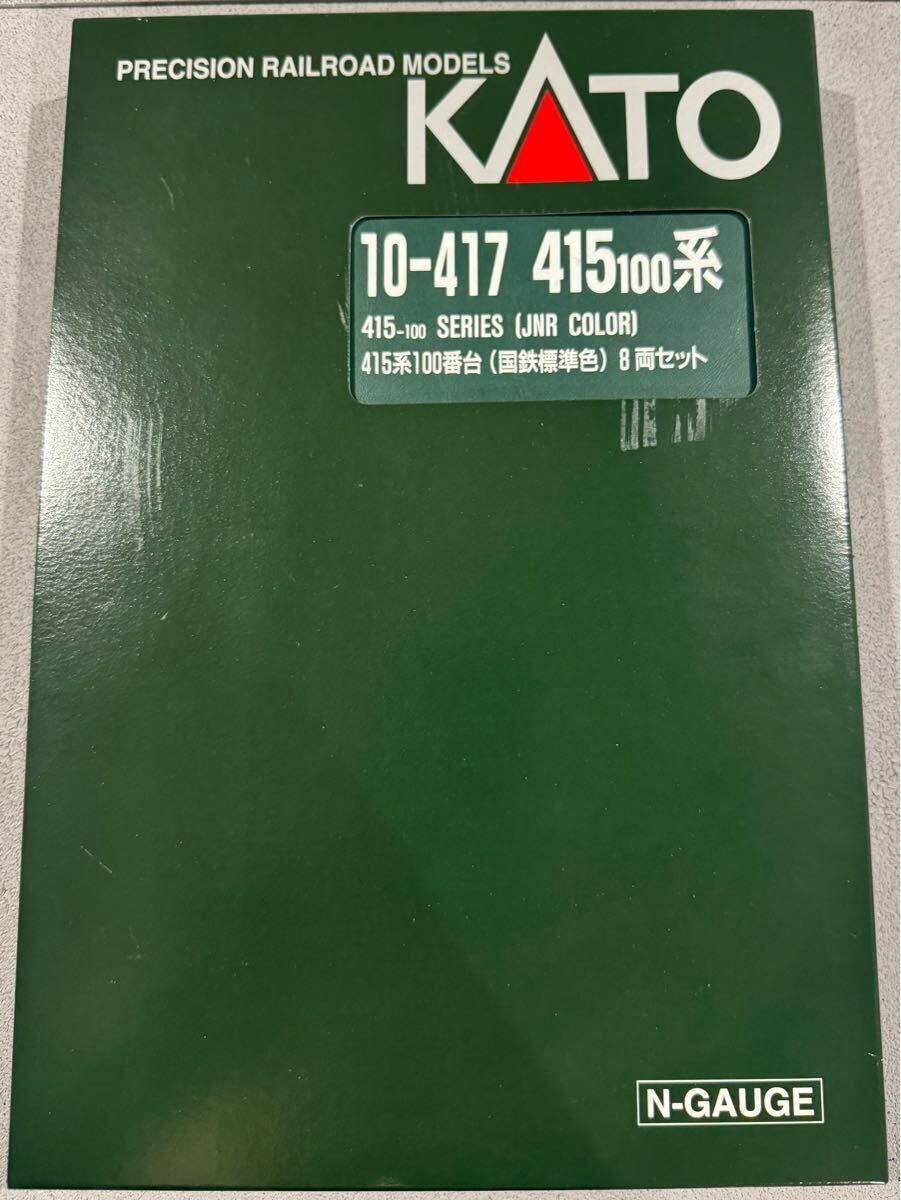 PRECISION RAILROAD MODELS
KATO
10-417 415100系
415-100 SERIES (JNR COLOR)
415系100番台(国鉄標準色) 8両セット
N-GAUGE